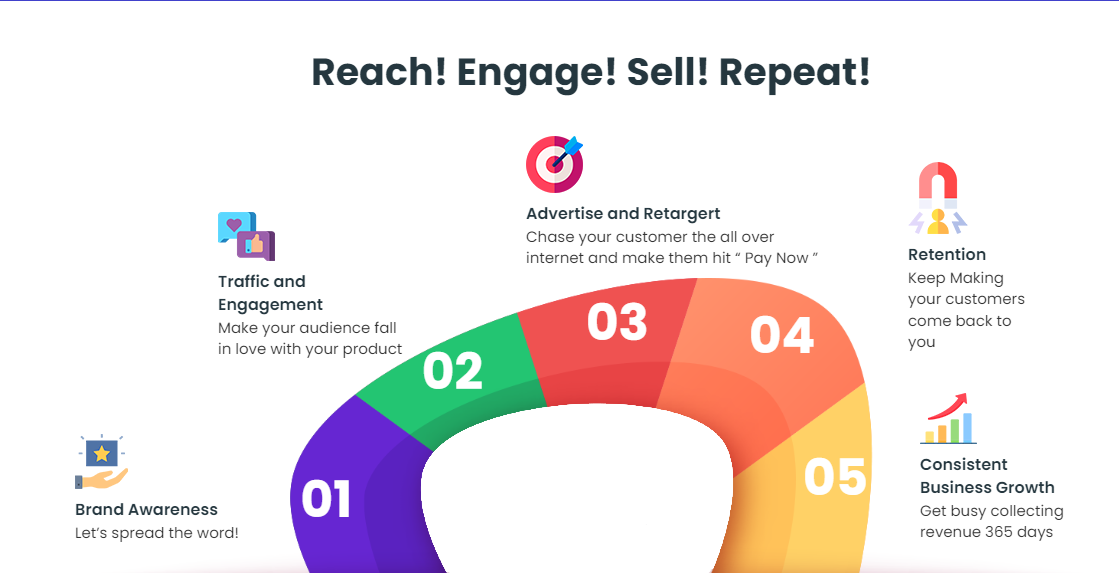 Reach! Engage! Sell! Repeat!
Advertise and Retargert
Chase your customer the all over
internet and make them hit “ Pay Now ”
Retention
Keep Making
your customers
come back to
you
Traffic and
Engagement
Make your audience fall
in love with your product
03
04
02
Consistent
Business Growth
Get busy collecting
revenue 365 days
05
01
Brand Awareness
Let’s spread the word!